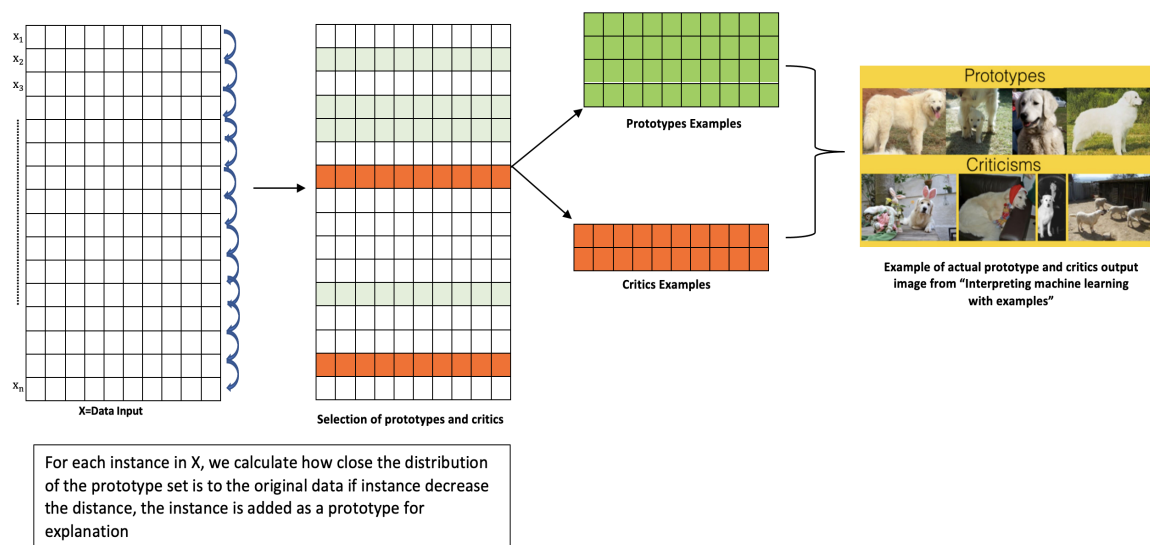 x1
x2
x3
xn
X=Data Input
Selection of prototypes and critics
Prototypes Examples
Critics Examples
Prototypes
Criticisms
Example of actual prototype and critics output
image from “Interpreting machine learning
with examples”
For each instance in X, we calculate how close the distribution
of the prototype set is to the original data if instance decrease
the distance, the instance is added as a prototype for
explanation